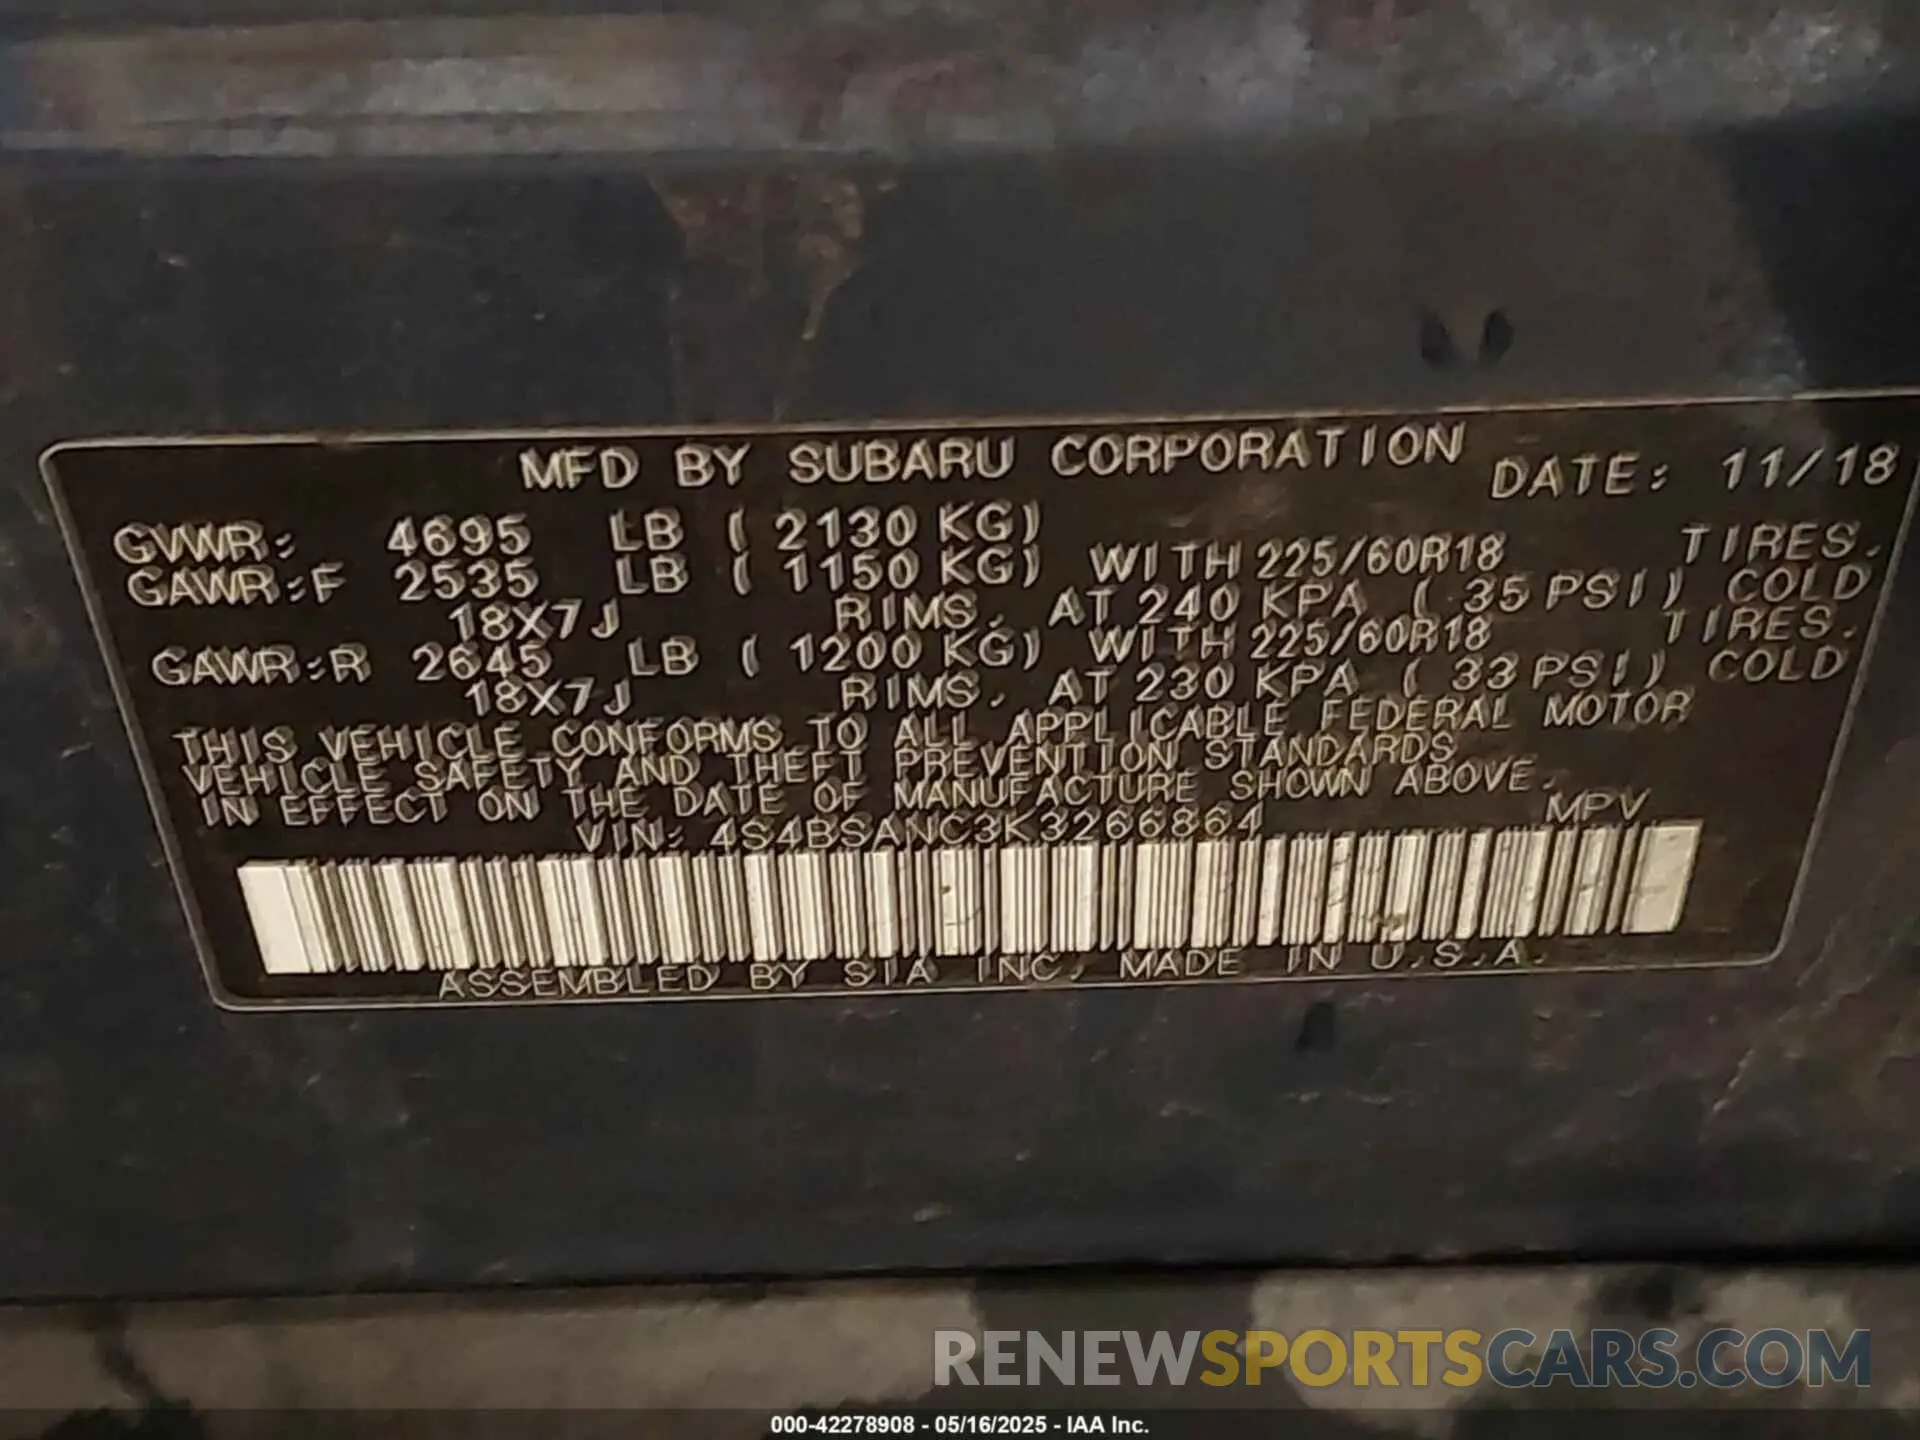 MFD BY SUBARU CORPORATION DATE: 11/18
GVWR: 4695 LB ( 2130 KG)
GAWR:F 2535 LB ( 1150 KG) WITH 225/60R18 TIRES.
18X7J RIMS. AT 240 KPA ( 35 PSI) COLD
GAWR:R 2645 LB ( 1200 KG) WITH 225/60R18 TIRES.
18X7J RIMS. AT 230 KPA ( 33 PSI) COLD
THIS VEHICLE CONFORMS TO ALL APPLICABLE FEDERAL MOTOR
VEHICLE SAFETY AND THEFT PREVENTION STANDARDS
IN EFFECT ON THE DATE OF MANUFACTURE SHOWN ABOVE.
VIN: 4S4BSANC3K3266864 MPV
ASSEMBLED BY SIA INC, MADE IN U.S.A.
RENEWSPORTSCARS.COM
000-42278908 - 05/16/2025 - IAA Inc.